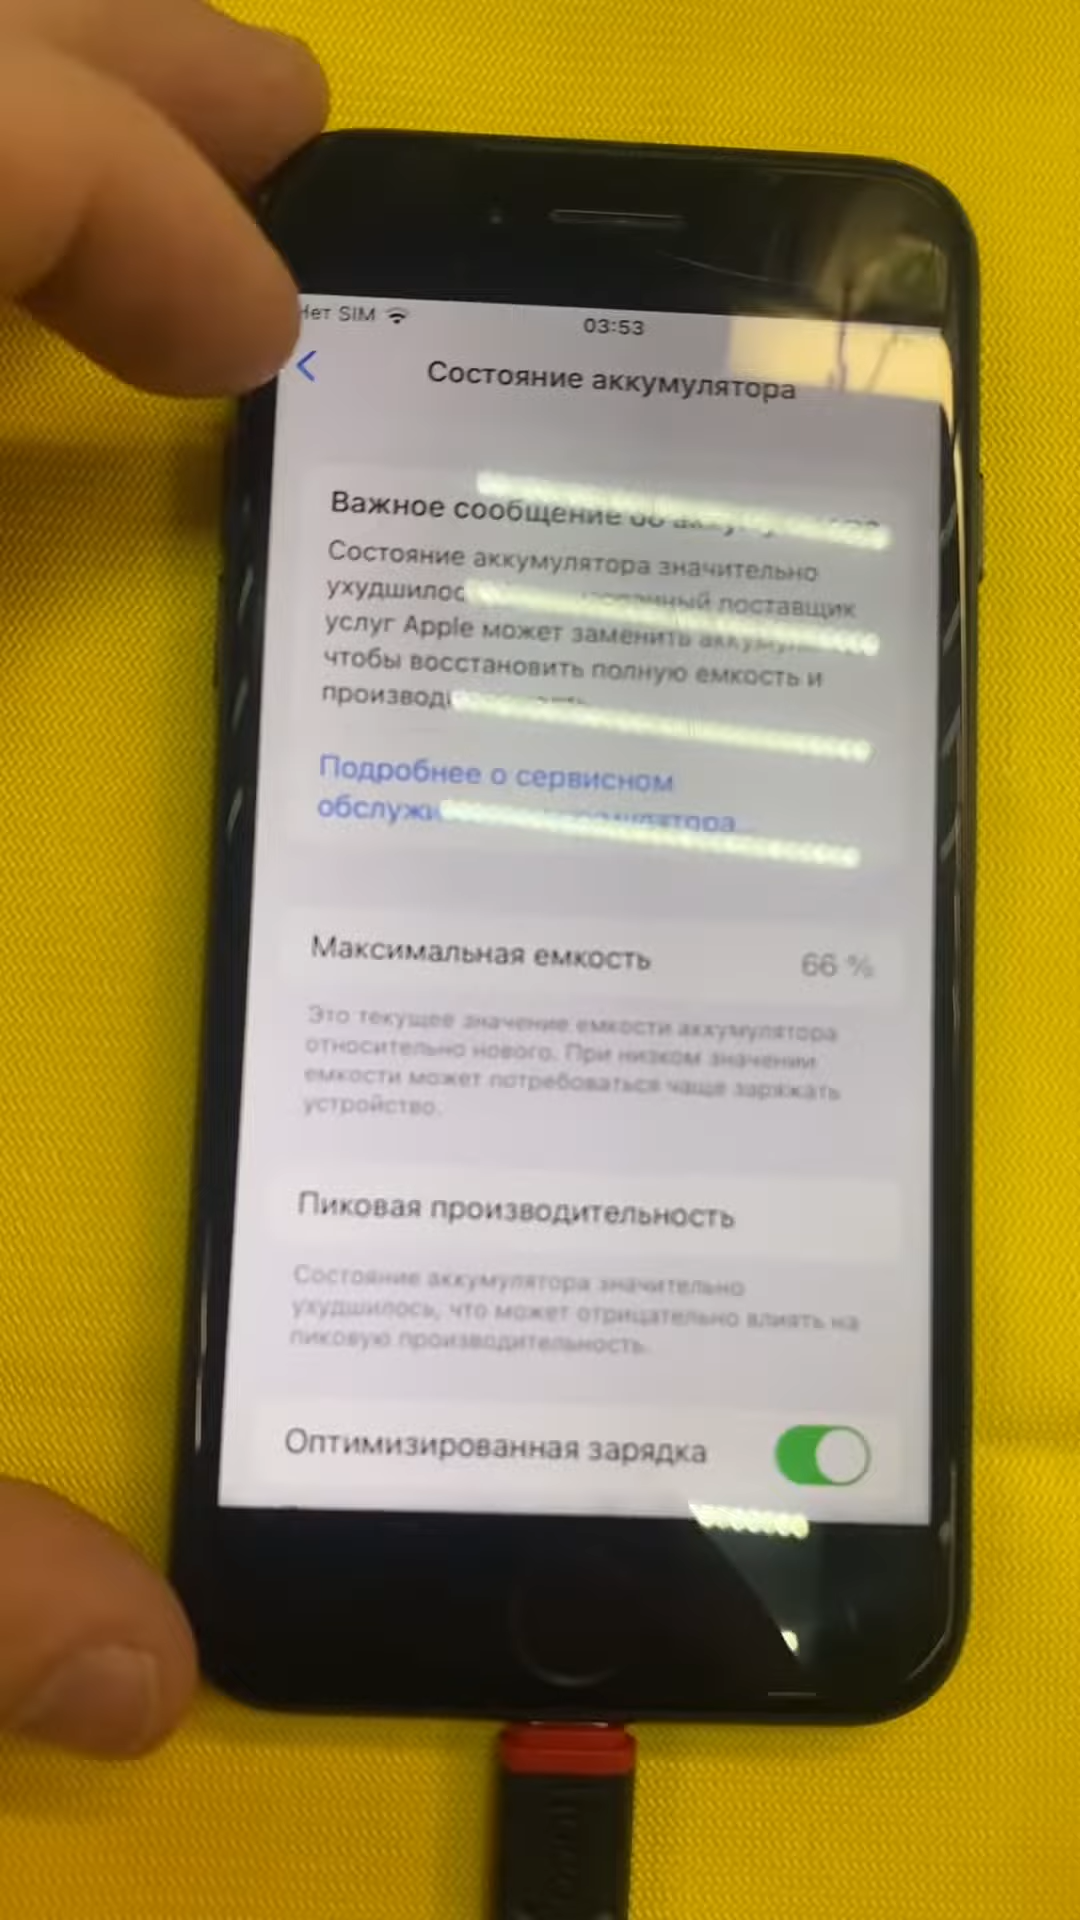 Нет SIM
03:53
Состояние аккумулятора
Важное сообщение об
Состояние аккумулятора значительно
поставщик
услуг Apple может заменить
чтобы восстановить полную емкость и
Подробнее о сервисном
Максимальная емкость 66 %
Это текущее значение емкости аккумулятора
относительно нового. При низком значении
емкости может потребоваться чаще заряжать
устройство.
Пиковая производительность
Состояние аккумулятора значительно
ухудшилось, что может отрицательно влиять на
пиковую производительность.
Оптимизированная зарядка